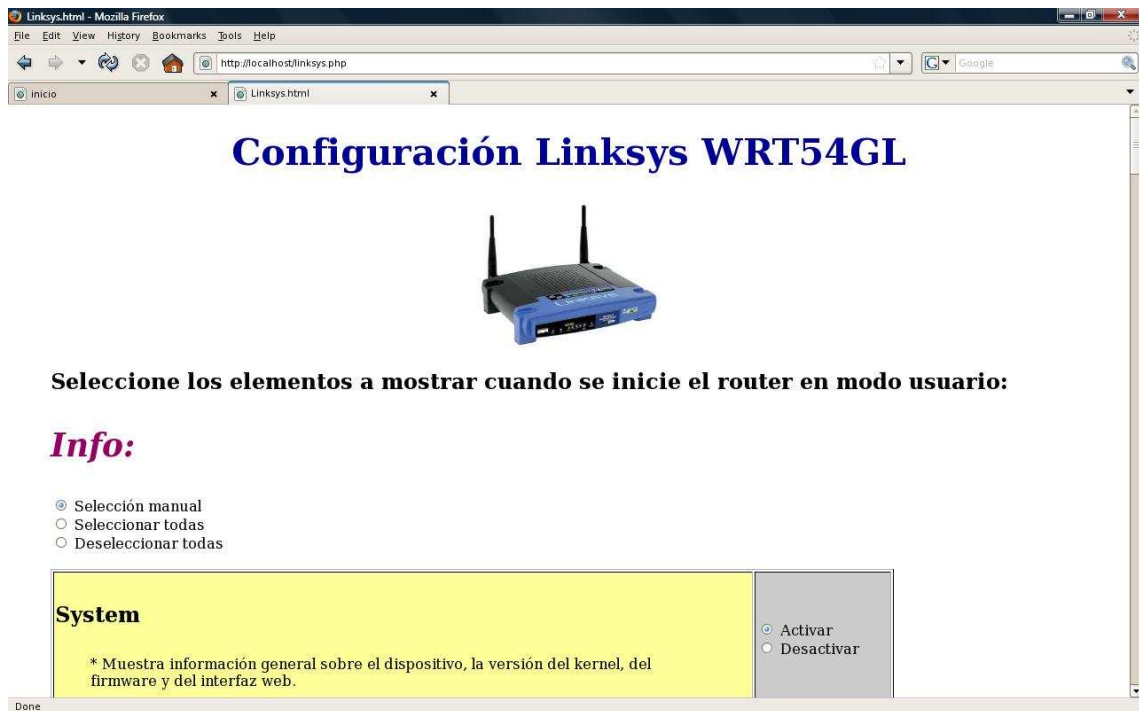 Linksys.html - Mozilla Firefox
File Edit View History Bookmarks Tools Help
http://localhost/linksys.php
G Google
inicio
Linksys.html
Configuración Linksys WRT54GL
LINKSYS
Seleccione los elementos a mostrar cuando se inicie el router en modo usuario:
Info:
Selección manual
Seleccionar todas
Deseleccionar todas
System
* Muestra información general sobre el dispositivo, la versión del kernel, del
firmware y del interfaz web.
Activar
Desactivar
Done